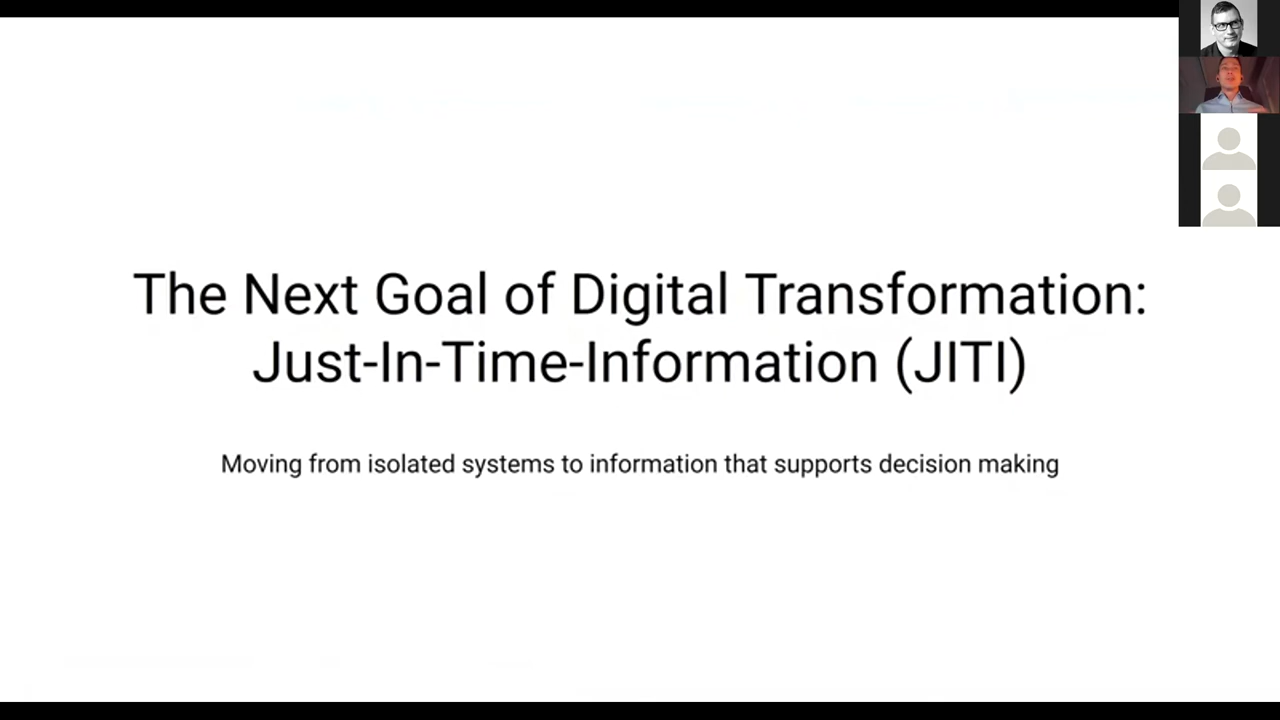 The Next Goal of Digital Transformation:
Just-In-Time-Information (JITI)
Moving from isolated systems to information that supports decision making